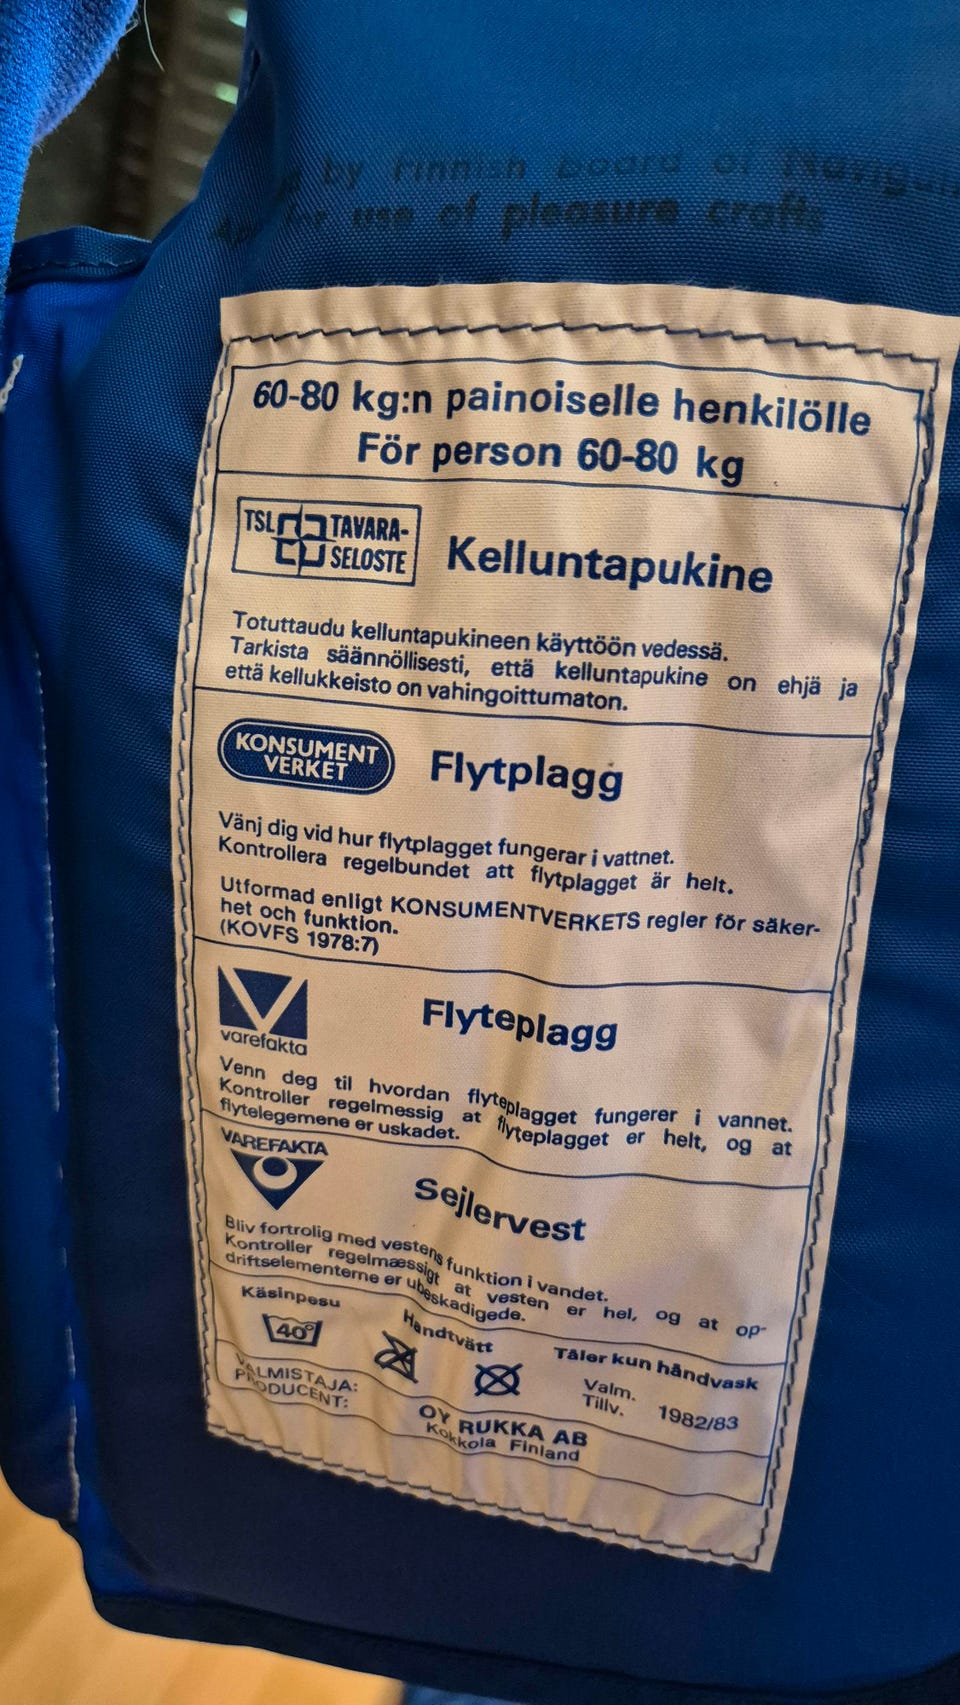 by Finnish Board of
for use of pleasure crafts
60-80 kg:n painoiselle henkilölle
För person 60-80 kg
TSL TAVARA-
SELOSTE
Kelluntapukine
Totuttaudu kelluntapukineen käyttöön vedessä.
Tarkista säännöllisesti, että kelluntapukine on ehjä ja
että kellukkeisto on vahingoittumaton.
KONSUMENT
VERKET
Flytplagg
Vänj dig vid hur flytplagget fungerar i vattnet.
Kontrollera regelbundet att flytplagget är helt.
Utformad enligt KONSUMENTVERKETS regler för säker-
het och funktion.
(KOVFS 1978:7)
varefakta
Flyteplagg
Venn deg til hvordan flyteplagget fungerer i vannet.
Kontroller regelmessig at flyteplagget er helt, og at
flytelegemene er uskadet.
VAREFAKTA
Sejlervest
Bliv fortrolig med vestens funktion i vandet.
Kontroller regelmæssigt at vesten er hel, og at op-
driftselementerne er ubeskadigede.
Käsinpesu
Handtvätt
Tåler kun håndvask
40°
Valm.
Tillv. 1982/83
VALMISTAJA:
PRODUCENT:
OY RUKKA AB
Kokkola Finland